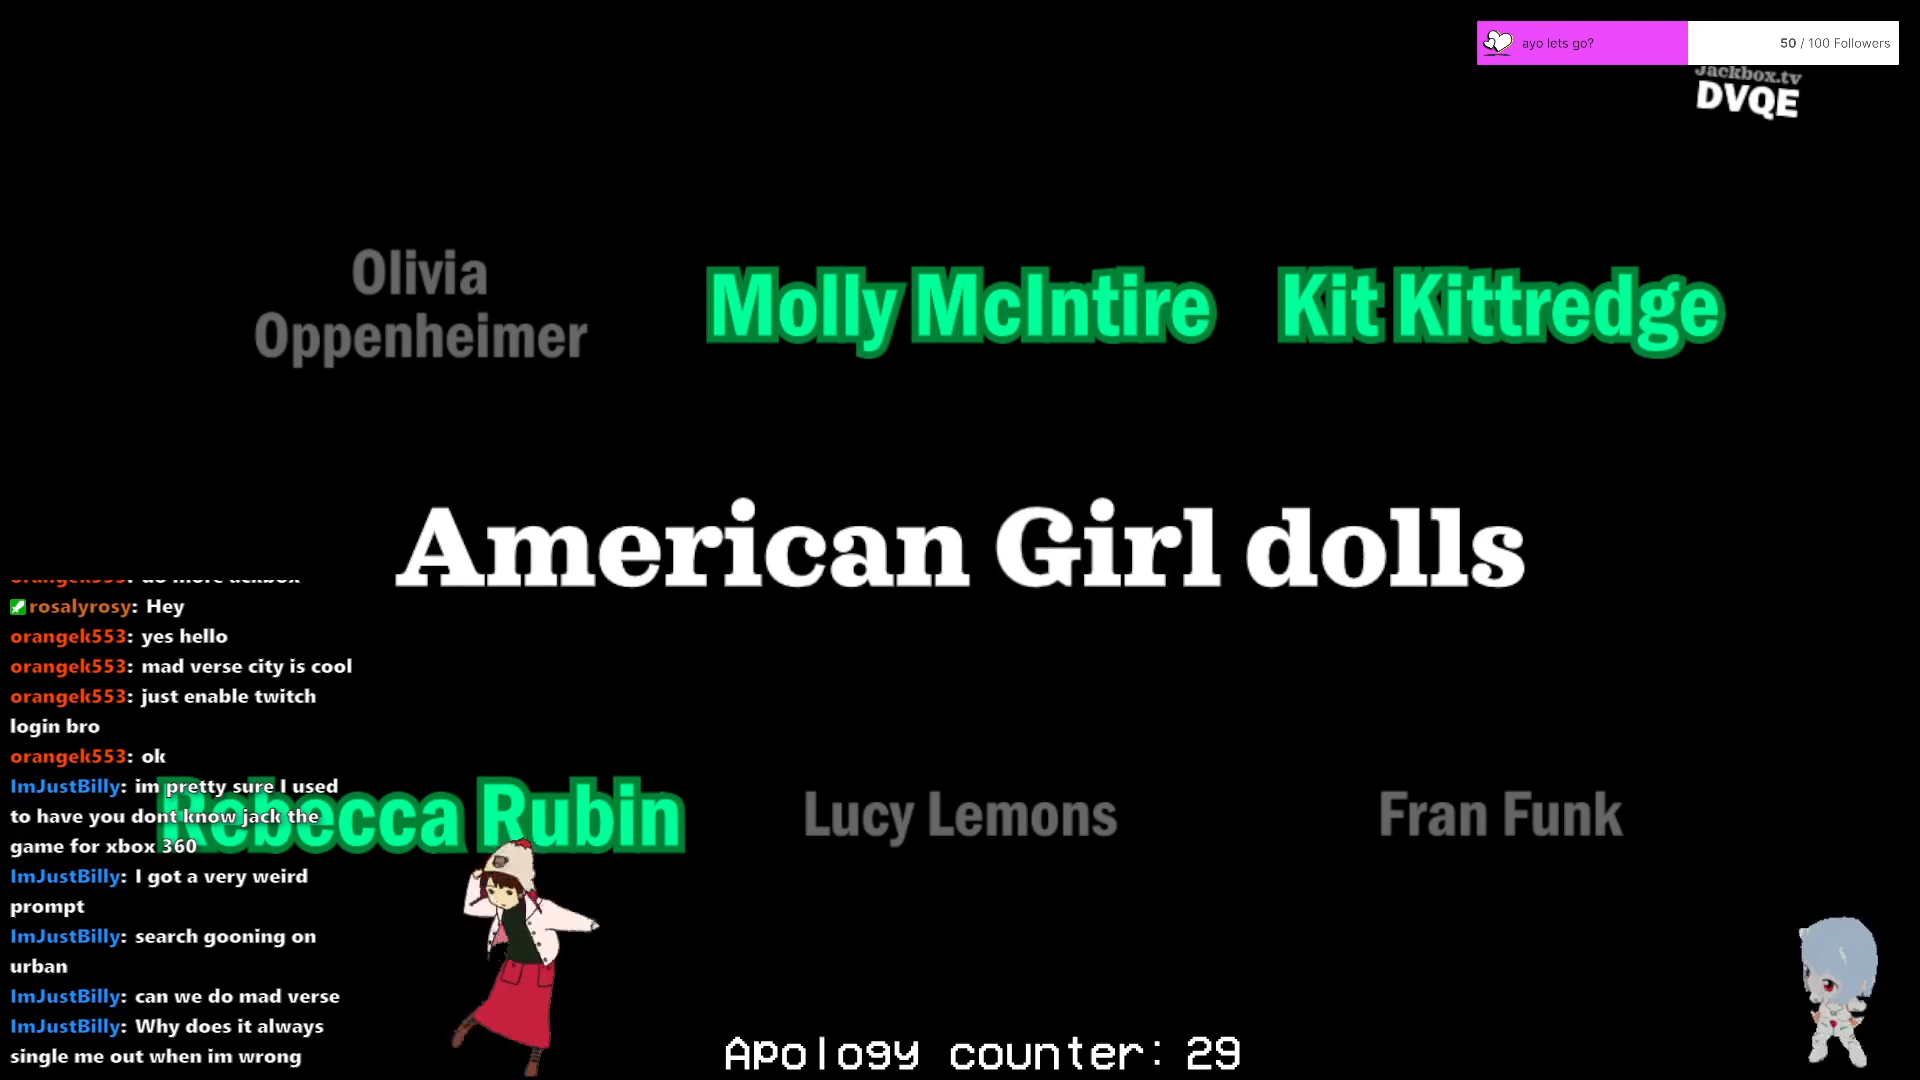 ayo lets go?
50 / 100 Followers
Jackbox.tv
DVQE
Olivia
Oppenheimer
Molly McIntire
Kit Kittredge
American Girl dolls
Rebecca Rubin
Lucy Lemons
Fran Funk
rosalyrosy: Hey
orangek553: yes hello
orangek553: mad verse city is cool
orangek553: just enable twitch
login bro
orangek553: ok
ImJustBilly: im pretty sure I used
to have you dont know jack the
game for xbox 360
ImJustBilly: I got a very weird
prompt
ImJustBilly: search gooning on
urban
ImJustBilly: can we do mad verse
ImJustBilly: Why does it always
single me out when im wrong
Apology counter: 29